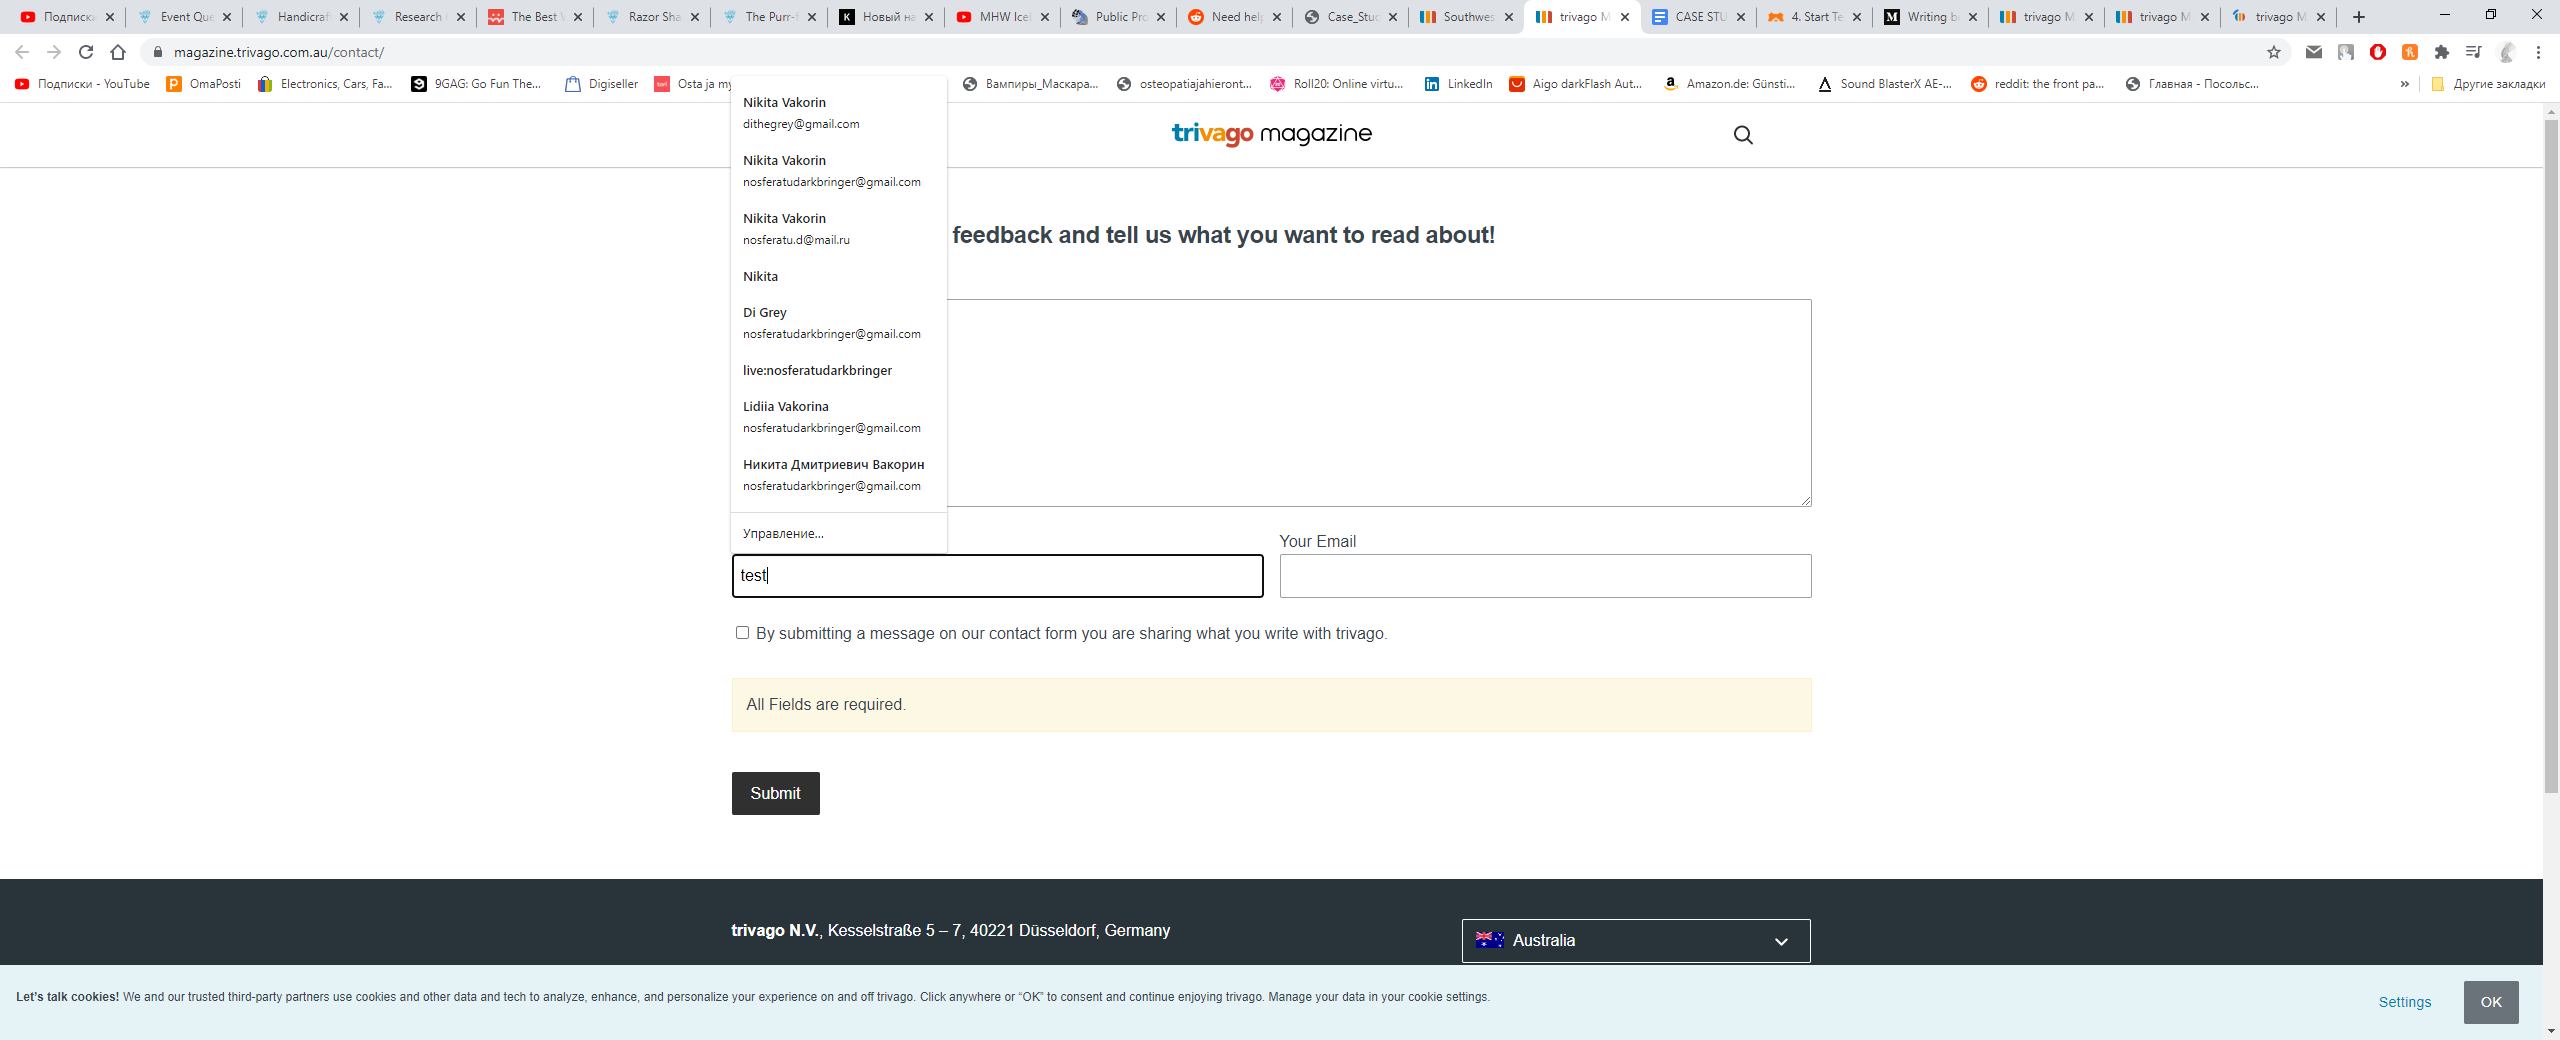 Подписки
Event Que
Handicraf
Research
The Best V
Razor Sha
The Purr-f
Новый на
MHW Icel
Public Pro
Need help
Case_Stud
Southwes
trivago M
CASE STU
4. Start Te
Writing b
trivago M
trivago M
trivago M
magazine.trivago.com.au/contact/
Подписки - YouTube
OmaPosti
Electronics, Cars, Fa...
9GAG: Go Fun The...
Digiseller
tori
Osta ja my
Вампиры_Маскара...
osteopatiajahieront...
Roll20: Online virtu...
LinkedIn
Aigo darkFlash Aut...
Amazon.de: Günsti...
Sound BlasterX AE-...
reddit: the front pa...
Главная - Посольс...
»
Другие закладки
trivago magazine
Nikita Vakorin
dithegrey@gmail.com
Nikita Vakorin
nosferatudarkbringer@gmail.com
Nikita Vakorin
nosferatu.d@mail.ru
Nikita
Di Grey
nosferatudarkbringer@gmail.com
live:nosferatudarkbringer
Lidiia Vakorina
nosferatudarkbringer@gmail.com
Никита Дмитриевич Вакорин
nosferatudarkbringer@gmail.com
Управление...
feedback and tell us what you want to read about!
Your Email
test
By submitting a message on our contact form you are sharing what you write with trivago.
All Fields are required.
Submit
trivago N.V., Kesselstraße 5 – 7, 40221 Düsseldorf, Germany
Australia
Let's talk cookies! We and our trusted third-party partners use cookies and other data and tech to analyze, enhance, and personalize your experience on and off trivago. Click anywhere or “OK” to consent and continue enjoying trivago. Manage your data in your cookie settings.
Settings
OK